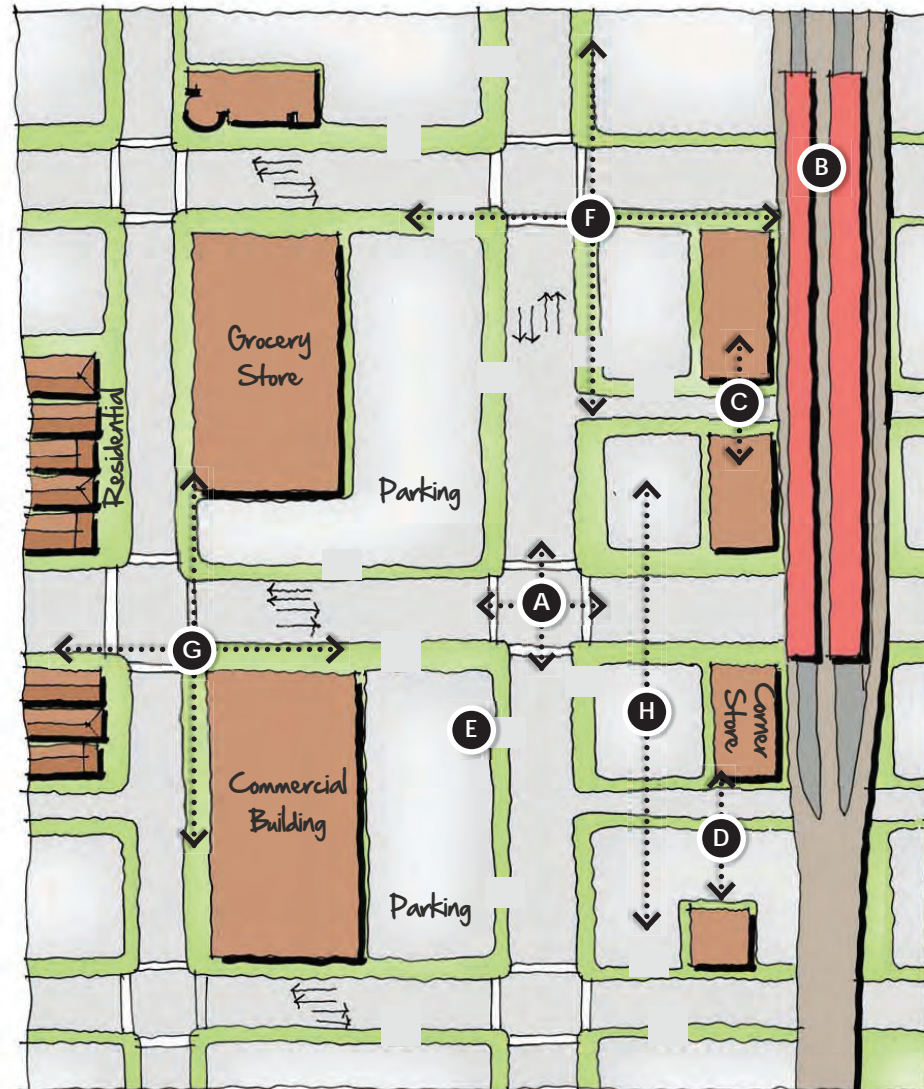 B
F
Grocery
Store
C
Residential
Parking
A
G
H
Corner
Store
E
Commercial
Building
D
Parking